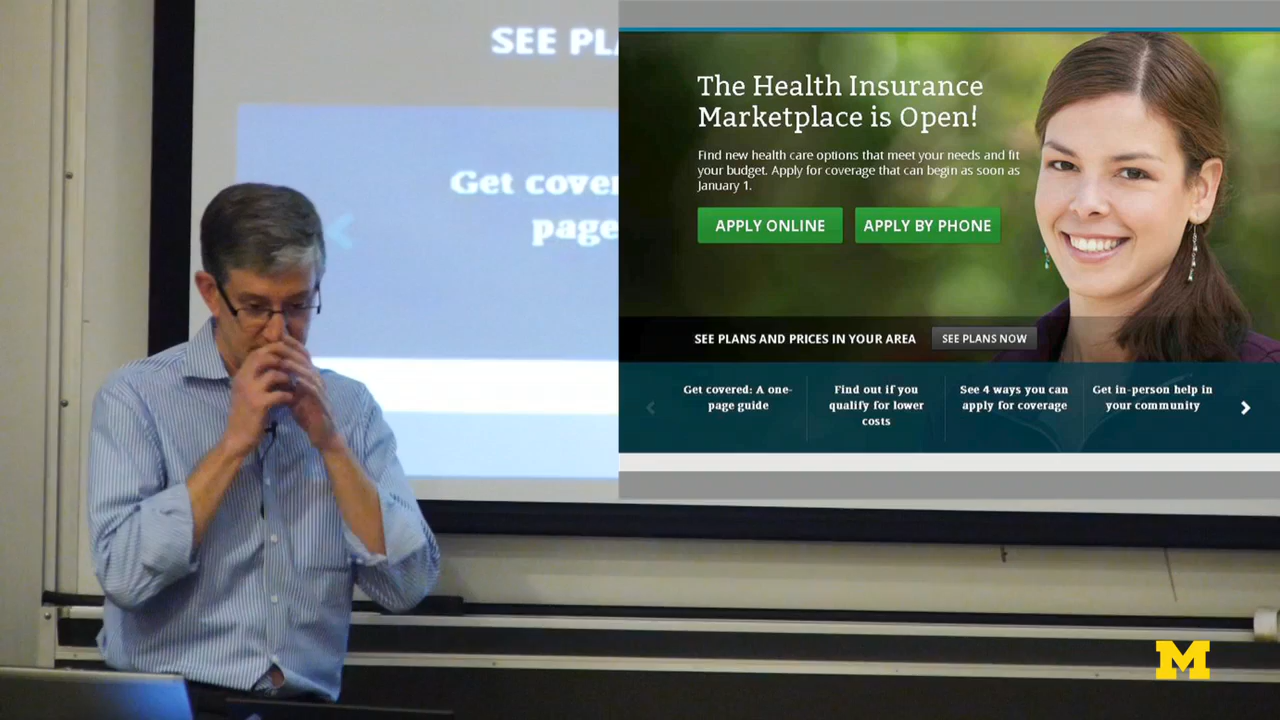 SEE PL
Get cover
page
The Health Insurance
Marketplace is Open!
Find new health care options that meet your needs and fit
your budget. Apply for coverage that can begin as soon as
January 1.
APPLY ONLINE
APPLY BY PHONE
SEE PLANS AND PRICES IN YOUR AREA
SEE PLANS NOW
Get covered: A one-
page guide
Find out if you
qualify for lower
costs
See 4 ways you can
apply for coverage
Get in-person help in
your community
M